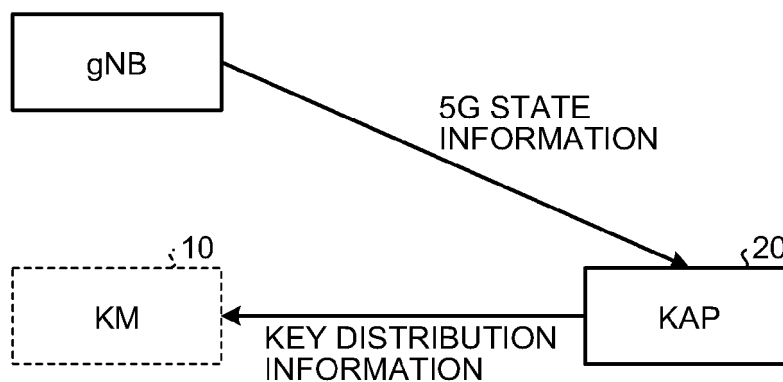 gNB
5G STATE
INFORMATION
10
20
KM
KAP
KEY DISTRIBUTION
INFORMATION